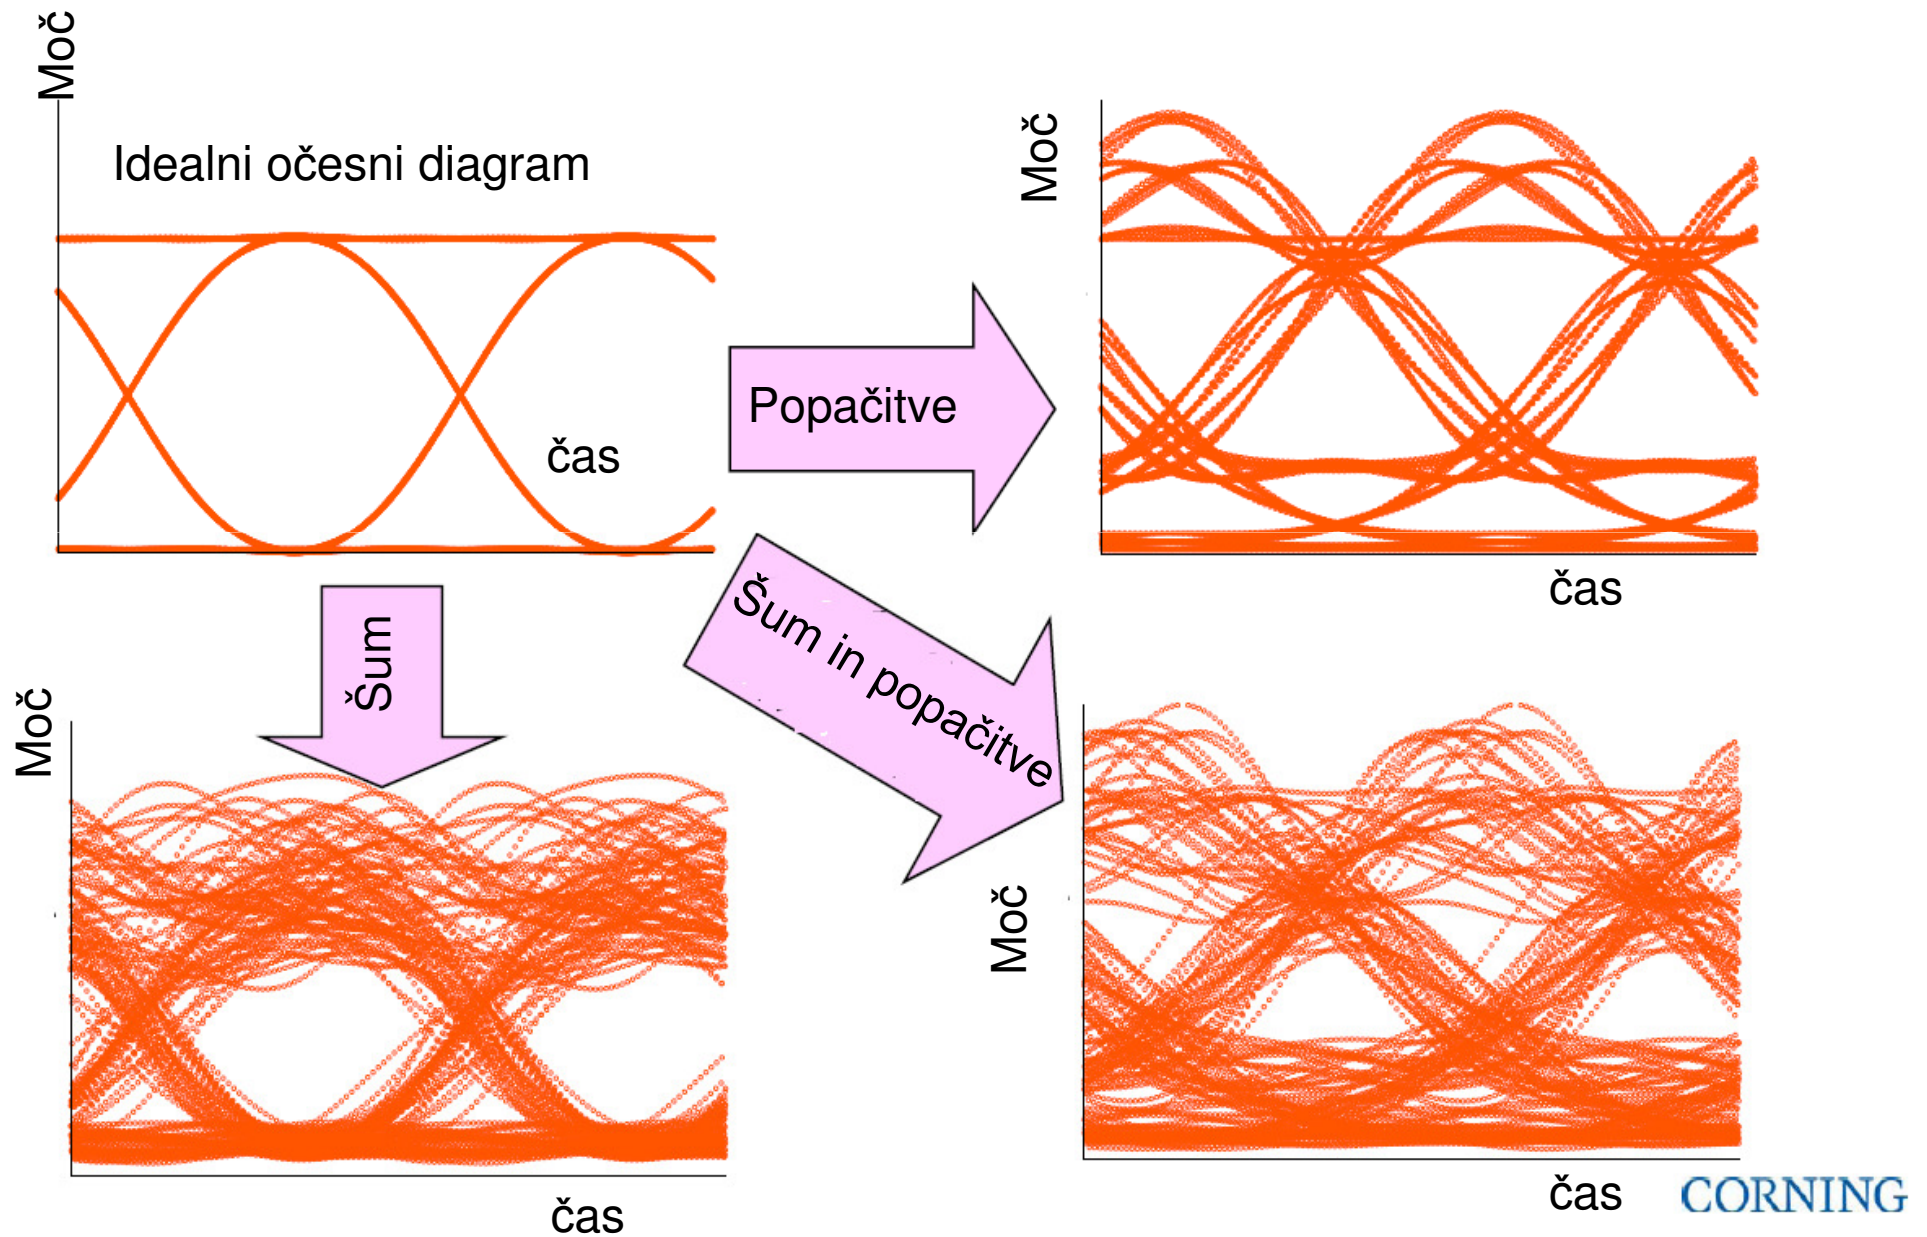 Moč
Idealni očesni diagram
čas
Popačitve
Moč
čas
Šum
Šum in popačitve
Moč
čas
Moč
čas
CORNING